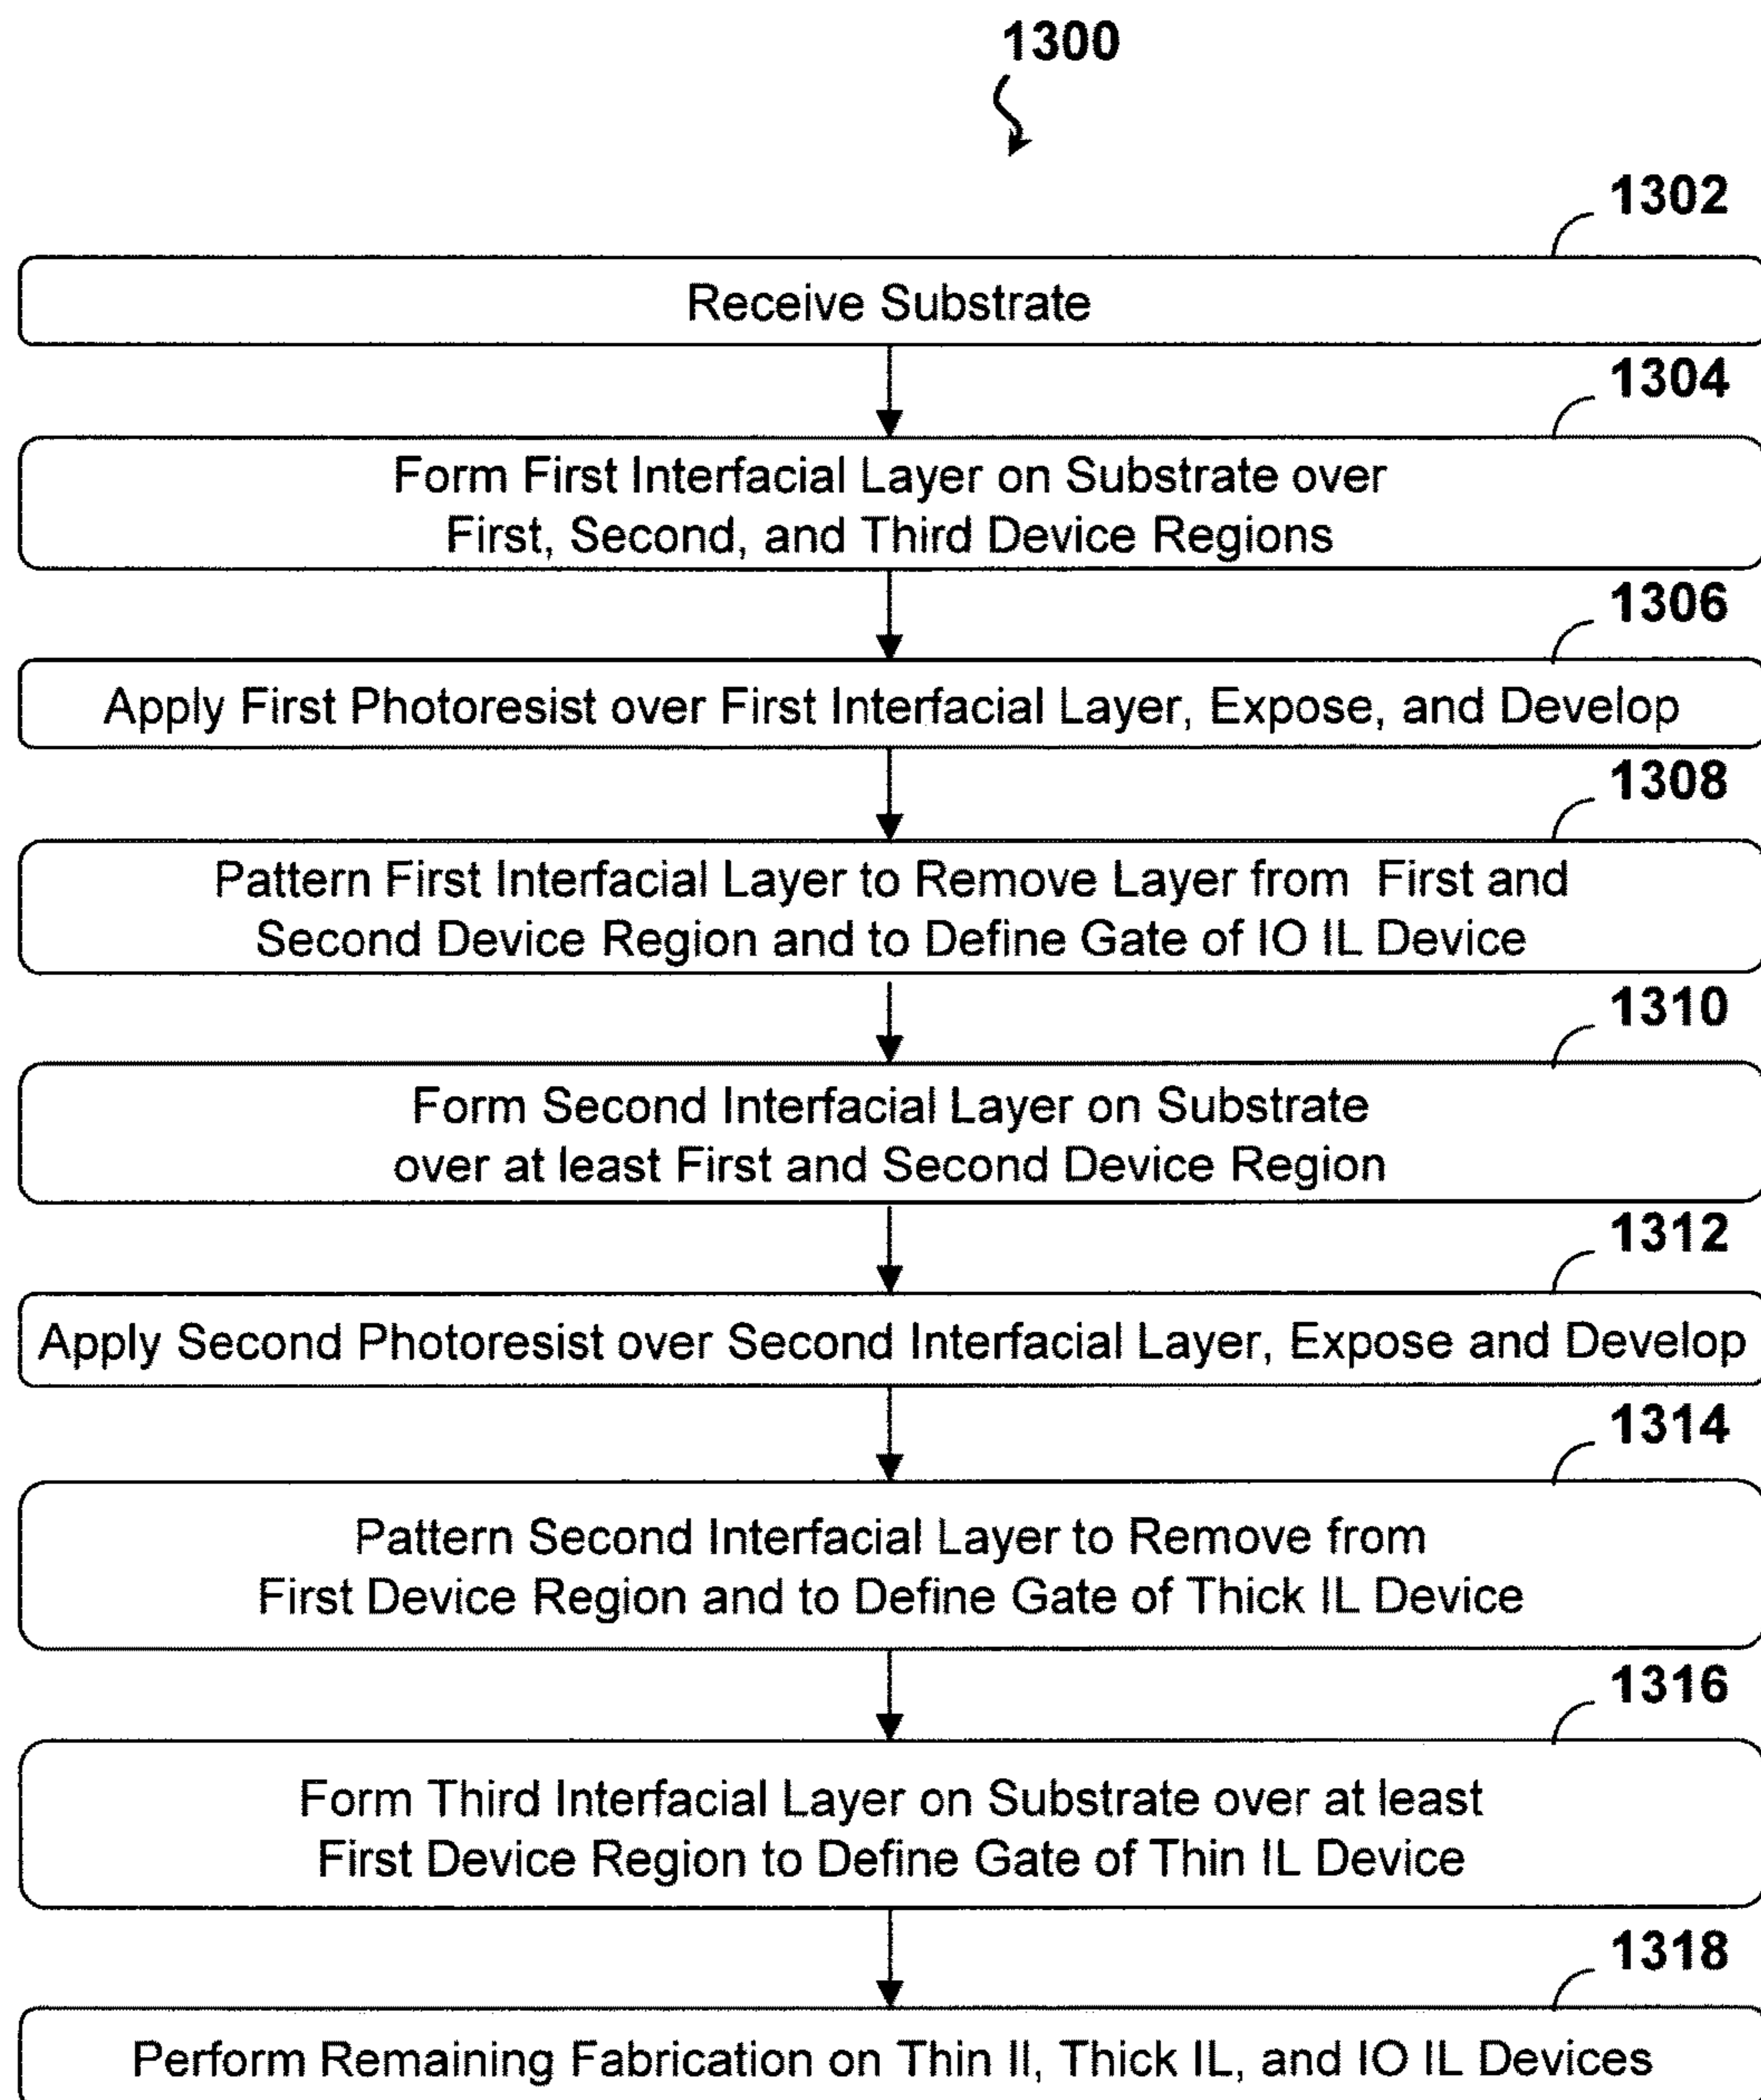 1300
1302
Receive Substrate
1304
Form First Interfacial Layer on Substrate over
First, Second, and Third Device Regions
1306
Apply First Photoresist over First Interfacial Layer, Expose, and Develop
1308
Pattern First Interfacial Layer to Remove Layer from First and
Second Device Region and to Define Gate of IO IL Device
1310
Form Second Interfacial Layer on Substrate
over at least First and Second Device Region
1312
Apply Second Photoresist over Second Interfacial Layer, Expose and Develop
1314
Pattern Second Interfacial Layer to Remove from
First Device Region and to Define Gate of Thick IL Device
1316
Form Third Interfacial Layer on Substrate over at least
First Device Region to Define Gate of Thin IL Device
1318
Perform Remaining Fabrication on Thin Il, Thick IL, and IO IL Devices